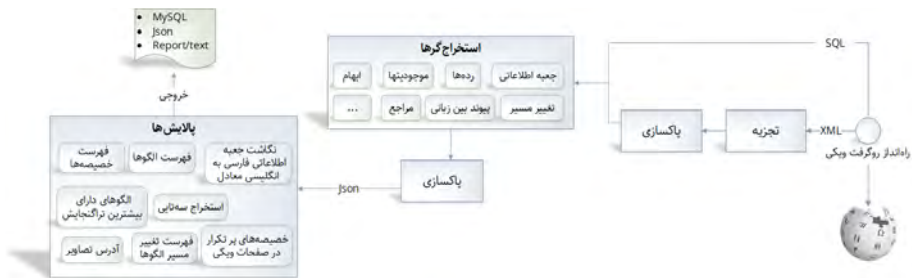 MySQL
Json
Report/text
خروجی
استخراج‌گرها
جعبه اطلاعاتی
رده‌ها
موجودیتها
ابهام
تغییر مسیر
پیوند بین زبانی
مراجع
...
SQL
XML
تجزیه
پاکسازی
راه‌انداز روگرفت ویکی
پاکسازی
Json
پالایش‌ها
نگاشت جعبه
اطلاعاتی فارسی به
انگلیسی معادل
فهرست الگوها
فهرست
خصیصه‌ها
استخراج سه‌تایی
الگوهای دارای
بیشترین تراگنجایش
خصیصه‌های پر تکرار
در صفحات ویکی
فهرست تغییر
مسیر الگوها
آدرس تصاویر